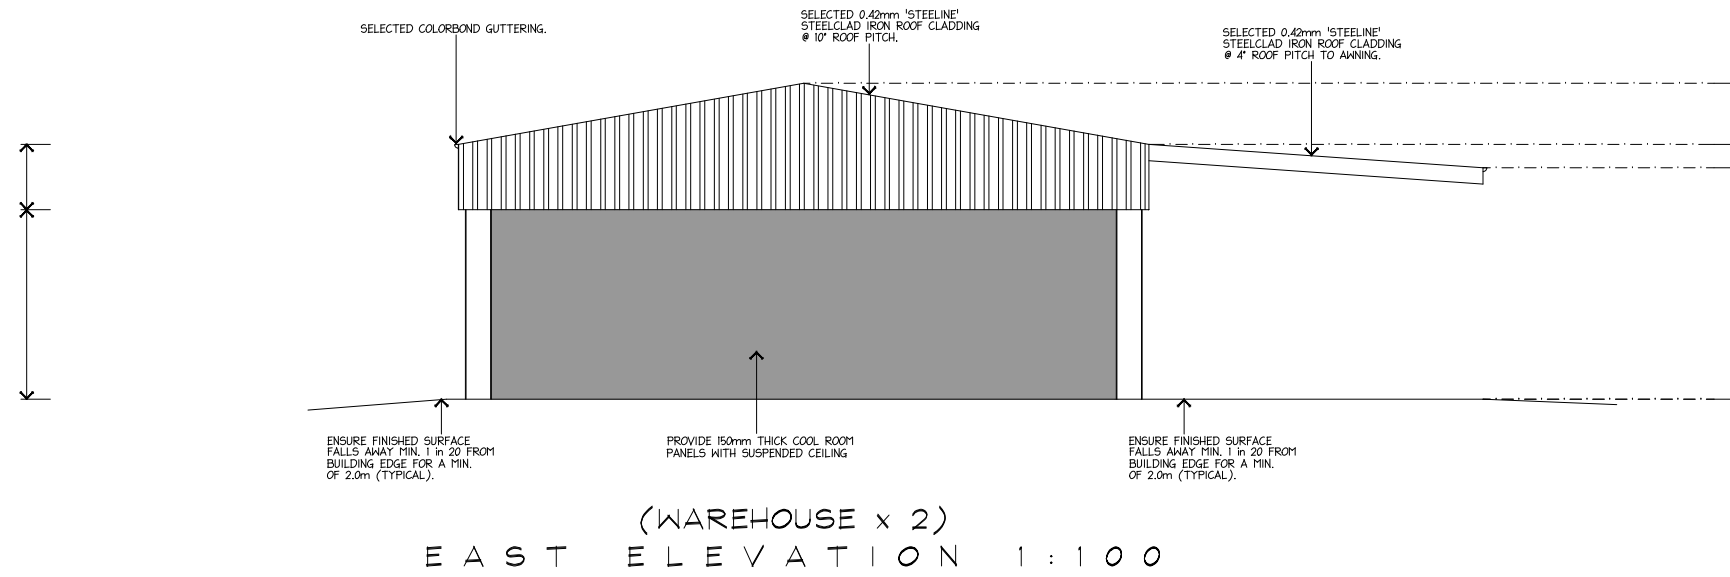 SELECTED COLORBOND GUTTERING.
SELECTED 0.42mm 'STEELINE'
STEELCLAD IRON ROOF CLADDING
@ 10° ROOF PITCH.
SELECTED 0.42mm 'STEELINE'
STEELCLAD IRON ROOF CLADDING
@ 4° ROOF PITCH TO AWNING.
ENSURE FINISHED SURFACE
FALLS AWAY MIN. 1 in 20 FROM
BUILDING EDGE FOR A MIN.
OF 2.0m (TYPICAL).
PROVIDE 150mm THICK COOL ROOM
PANELS WITH SUSPENDED CEILING
ENSURE FINISHED SURFACE
FALLS AWAY MIN. 1 in 20 FROM
BUILDING EDGE FOR A MIN.
OF 2.0m (TYPICAL).
(WAREHOUSE x 2)
EAST ELEVATION 1:100